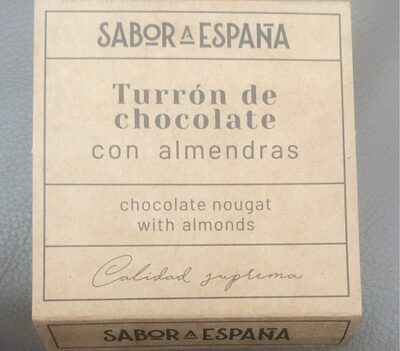 SABOR A ESPAÑA
Turrón de
chocolate
con almendras
chocolate nougat
with almonds
Calidad suprema
SABOR A ESPAÑA